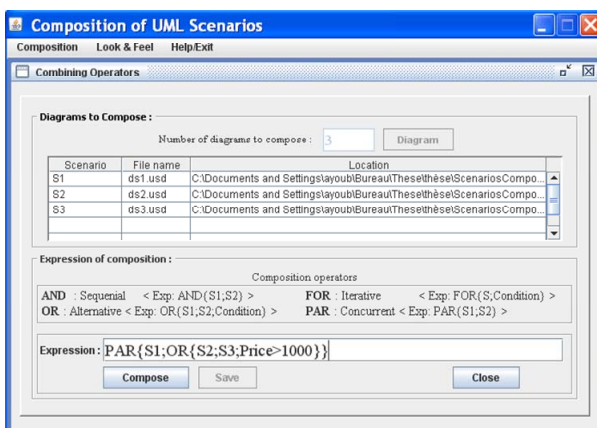 Composition of UML Scenarios
Composition Look & Feel Help/Exit
Combining Operators
Diagrams to Compose :
Number of diagrams to compose : 3 Diagram
Scenario File name Location
S1 ds1.usd C:\Documents and Settings\ayoub\Bureau\These\thèse\ScenariosCompo...
S2 ds2.usd C:\Documents and Settings\ayoub\Bureau\These\thèse\ScenariosCompo...
S3 ds3.usd C:\Documents and Settings\ayoub\Bureau\These\thèse\ScenariosCompo...
Expression of composition :
Composition operators
AND : Sequenial < Exp: AND(S1;S2) > FOR : Iterative < Exp: FOR(S;Condition) >
OR : Alternative < Exp: OR(S1;S2,Condition) > PAR : Concurrent < Exp: PAR(S1;S2) >
Expression : PAR{S1;OR{S2;S3;Price>1000}}
Compose Save Close